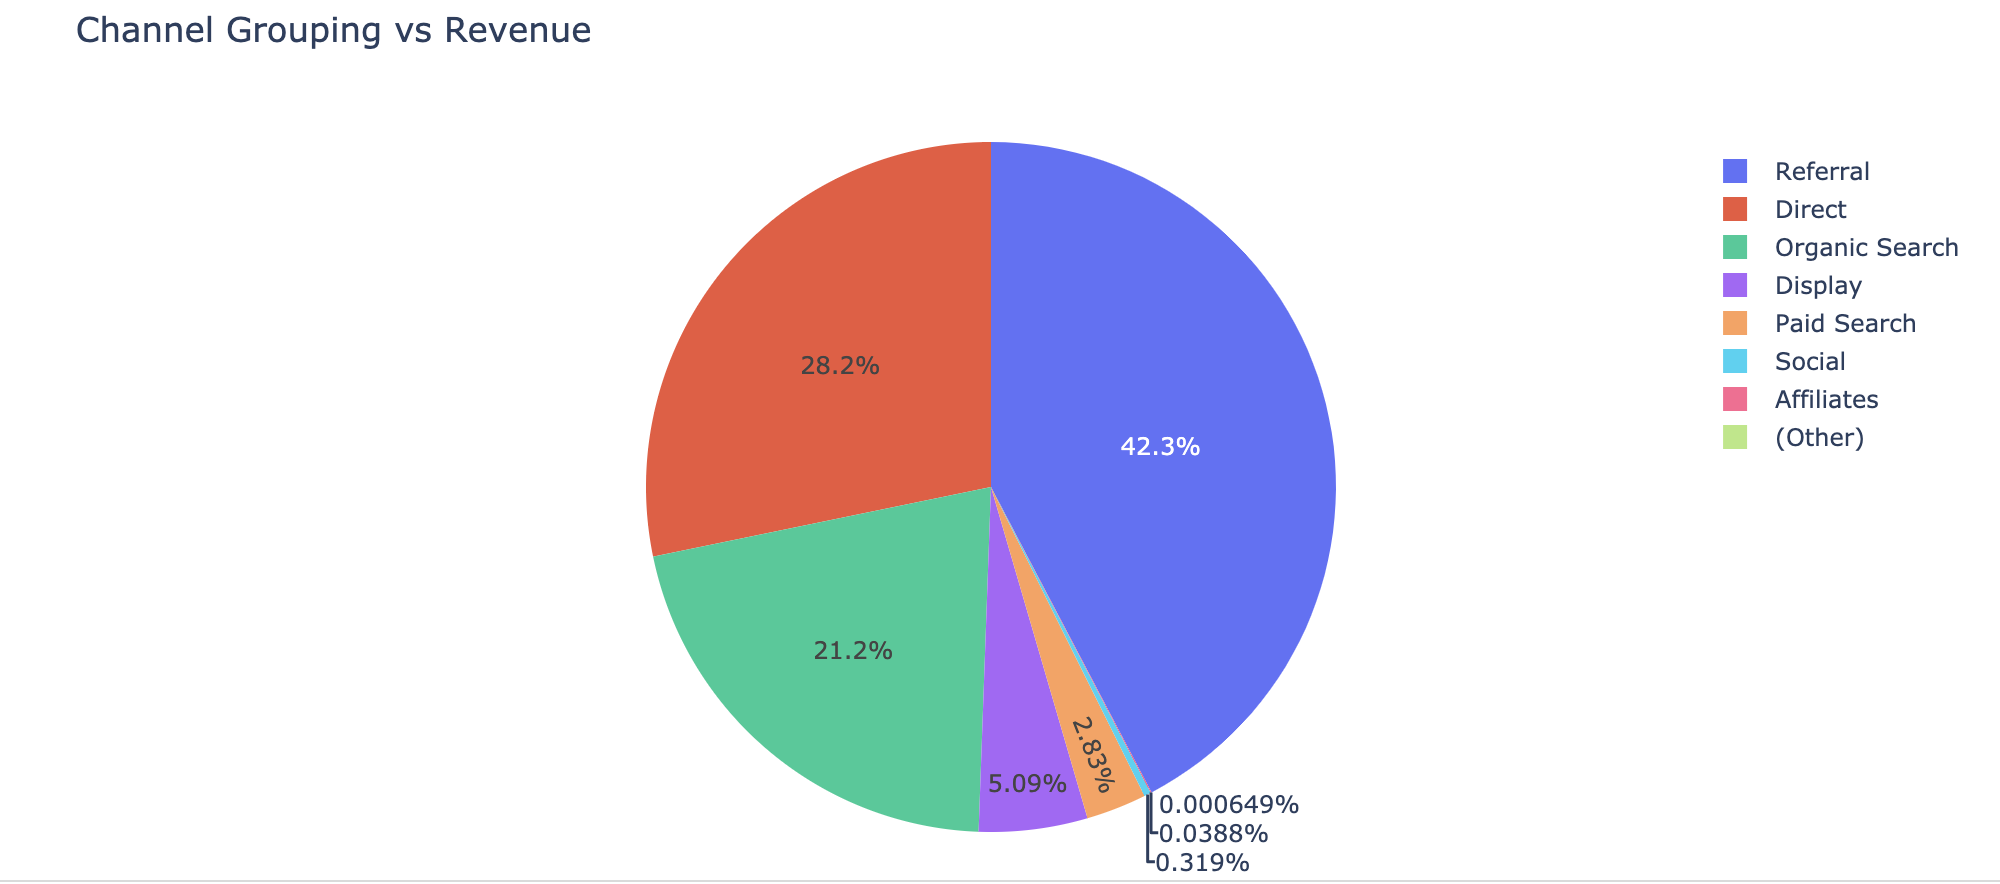 Channel Grouping vs Revenue
Referral
Direct
Organic Search
Display
Paid Search
Social
Affiliates
(Other)
28.2%
42.3%
21.2%
2.83%
5.09%
0.000649%
0.0388%
0.319%